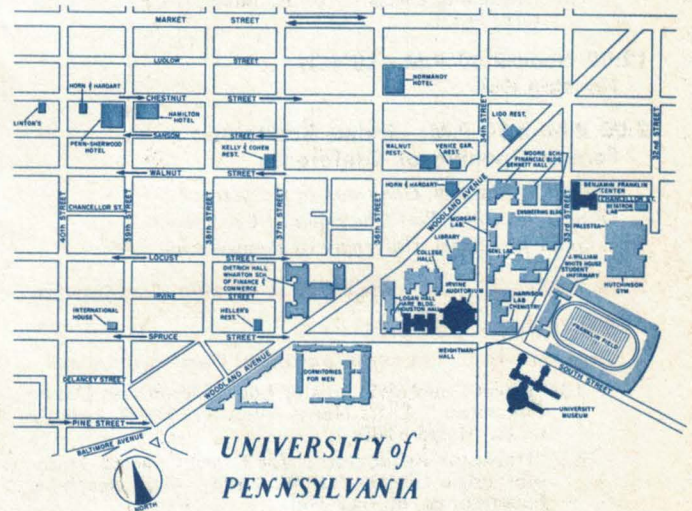 MARKET STREET
LUDLOW STREET
NORMANDY
HOTEL
HORN & HARDART
CHESTNUT STREET
LINTON'S
HAMILTON
HOTEL
PENN-SHERWOOD
HOTEL
SANSOM STREET
34th STREET
LIDO REST.
32nd STREET
KELLY & COHEN
REST.
WALNUT
REST.
VENICE GAR.
REST.
MOORE SCH.
FINANCIAL BLDG.
BENNETT HALL
WALNUT STREET
HORN & HARDART
BENJAMIN FRANKLIN
CENTER
CHANCELLOR ST.
BETATRON
LAB.
40th STREET
CHANCELLOR ST.
39th STREET
38th STREET
37th STREET
36th STREET
WOODLAND AVENUE
MORGAN
LAB.
ENGINEERING BLDG.
33rd STREET
PALESTRA
LIBRARY
GENL. LAB.
COLLEGE
HALL
LOCUST STREET
DIETRICH HALL
WHARTON SCH.
OF FINANCE &
COMMERCE
IRVINE
AUDITORIUM
J. WILLIAM
WHITE HOUSE
STUDENT
INFIRMARY
HUTCHINSON
GYM
IRVINE STREET
LOGAN HALL
HARE BLDG.
HOUSTON HALL
HARRISON
LAB
CHEMISTRY
INTERNATIONAL
HOUSE
HELLER'S
REST.
FRANKLIN FIELD
SPRUCE STREET
WEIGHTMAN
HALL
SOUTH STREET
DELANCEY STREET
WOODLAND AVENUE
DORMITORIES
FOR MEN
UNIVERSITY
MUSEUM
PINE STREET
BALTIMORE AVENUE
UNIVERSITY of
PENNSYLVANIA
NORTH